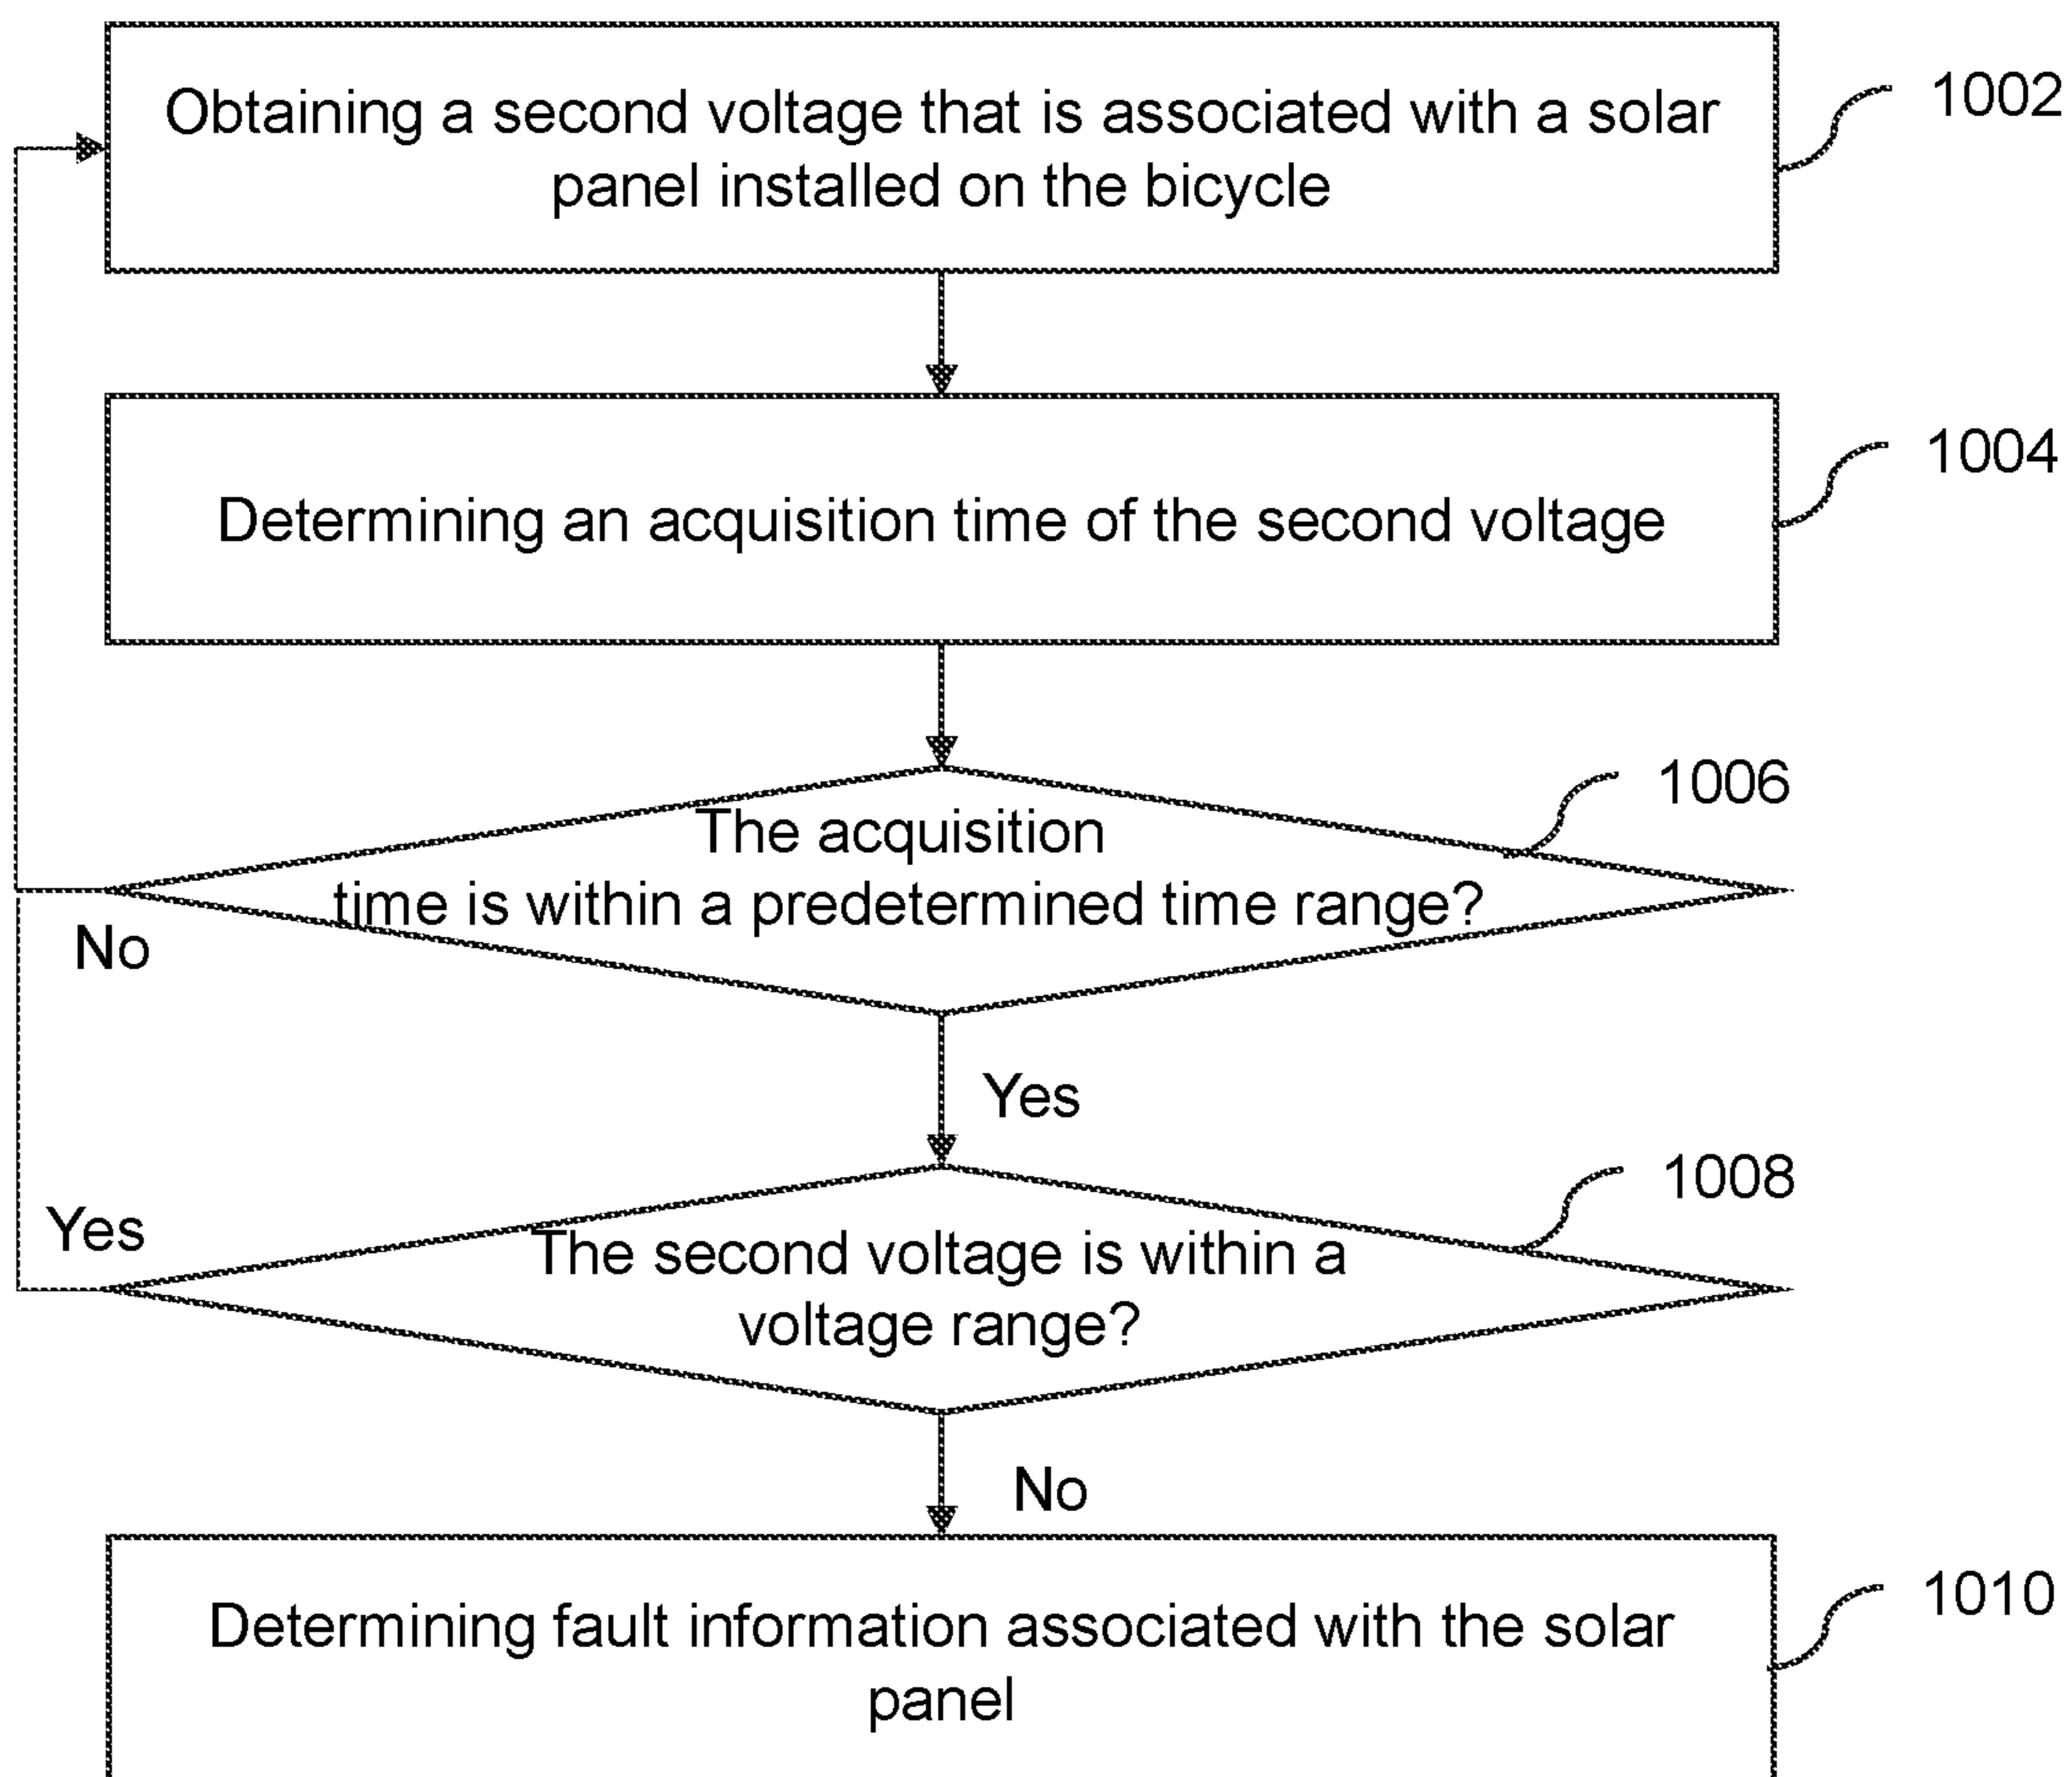 Obtaining a second voltage that is associated with a solar
panel installed on the bicycle
1002
Determining an acquisition time of the second voltage
1004
The acquisition
time is within a predetermined time range?
1006
No
Yes
The second voltage is within a
voltage range?
1008
Yes
No
Determining fault information associated with the solar
panel
1010